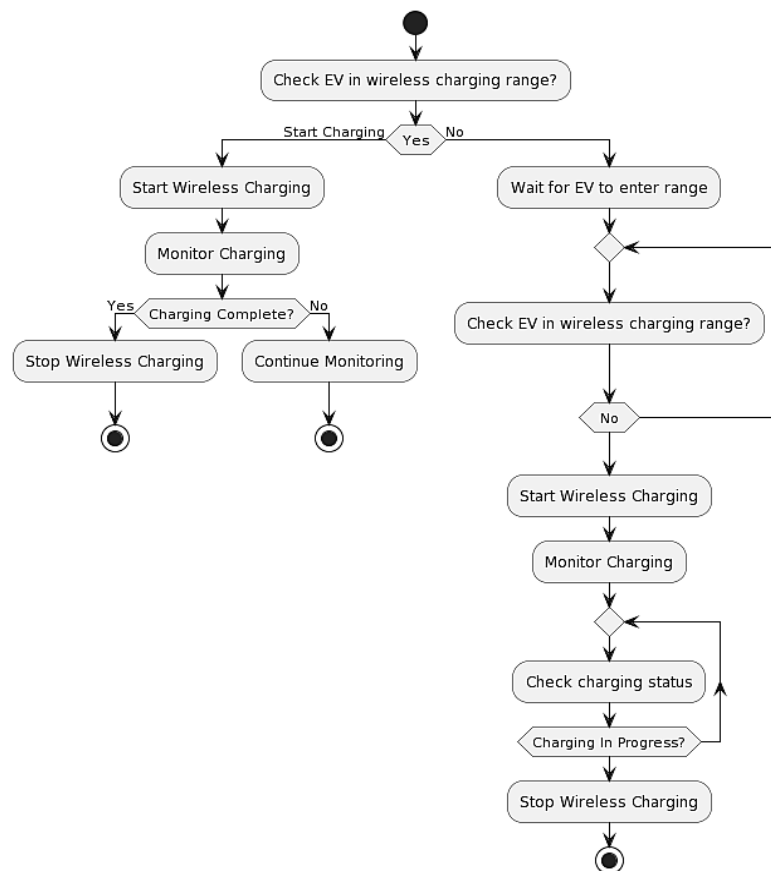 Check EV in wireless charging range?
Start Charging
Yes
No
Start Wireless Charging
Wait for EV to enter range
Monitor Charging
Yes
Charging Complete?
No
Check EV in wireless charging range?
Stop Wireless Charging
Continue Monitoring
No
Start Wireless Charging
Monitor Charging
Check charging status
Charging In Progress?
Stop Wireless Charging